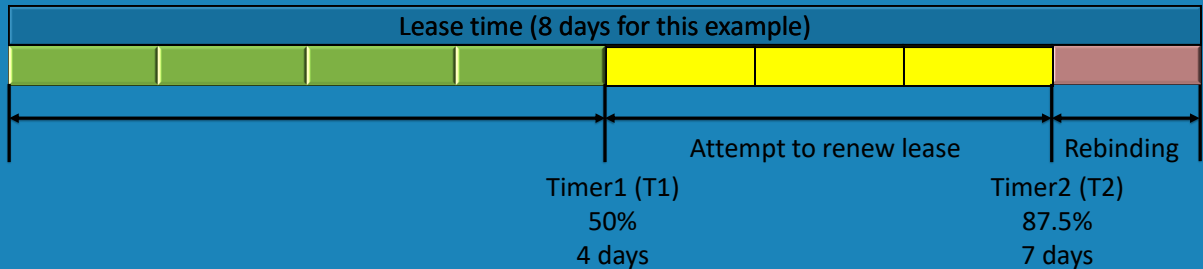 Lease time (8 days for this example)
Attempt to renew lease
Rebinding
Timer1 (T1)
50%
4 days
Timer2 (T2)
87.5%
7 days